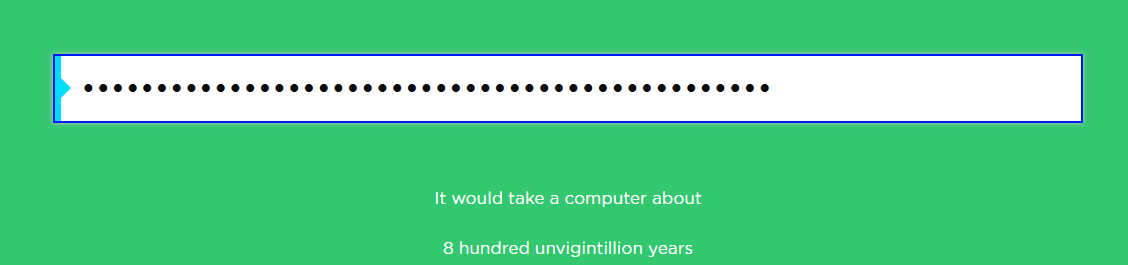 It would take a computer about
8 hundred unvigintillion years